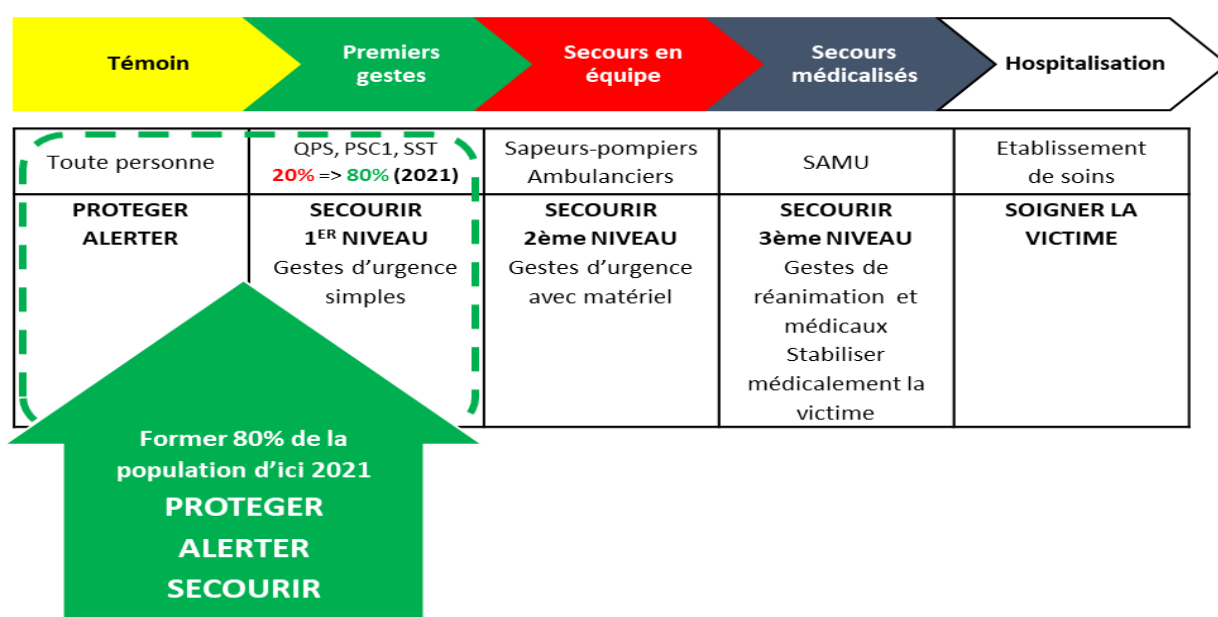 Témoin
Premiers
gestes
Secours en
équipe
Secours
médicalisés
Hospitalisation
Toute personne
QPS, PSC1, SST
20% => 80% (2021)
Sapeurs-pompiers
Ambulanciers
SAMU
Etablissement
de soins
PROTEGER
ALERTER
SECOURIR
1ER NIVEAU
Gestes d’urgence
simples
SECOURIR
2ème NIVEAU
Gestes d’urgence
avec matériel
SECOURIR
3ème NIVEAU
Gestes de
réanimation et
médicaux
Stabiliser
médicalement la
victime
SOIGNER LA
VICTIME
Former 80% de la
population d’ici 2021
PROTEGER
ALERTER
SECOURIR